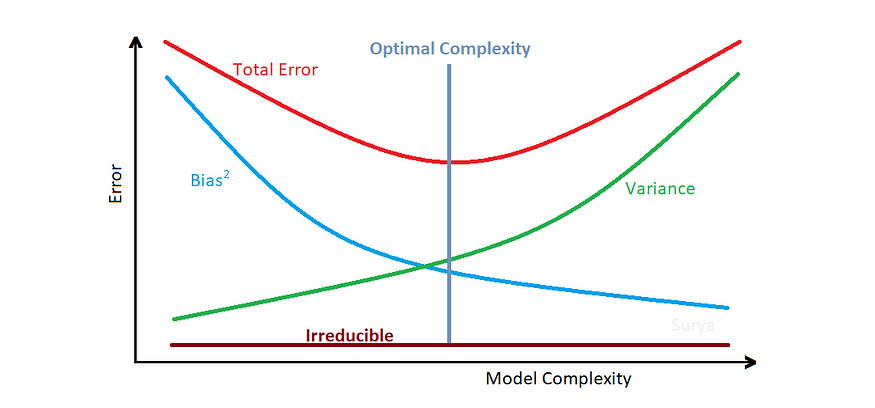 Optimal Complexity
Total Error
Bias²
Error
Variance
Surya
Irreducible
Model Complexity